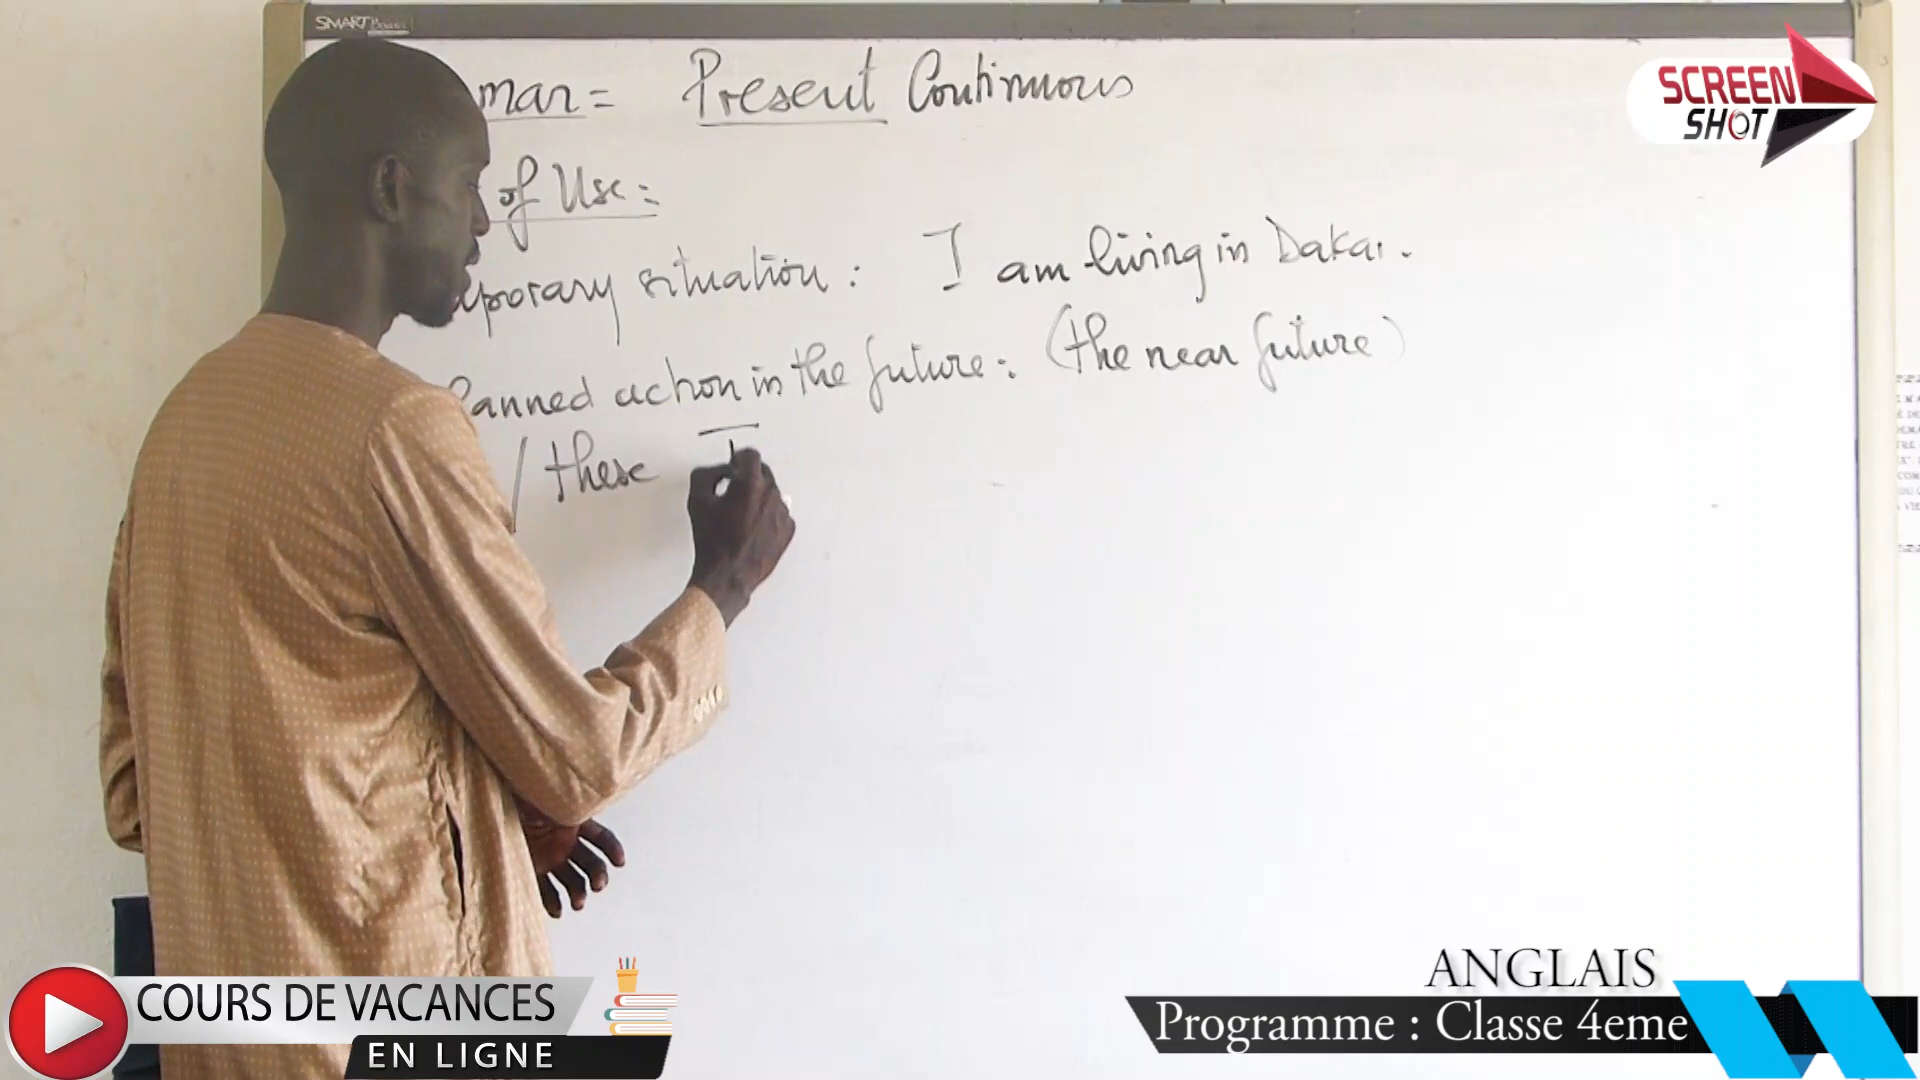 SMART Board
mar = Present Continuous
of Use :
porary situation : I am living in Dakar.
lanned action in the future : (the near future)
/ these I
SCREEN
SHOT
COURS DE VACANCES
EN LIGNE
ANGLAIS
Programme : Classe 4eme